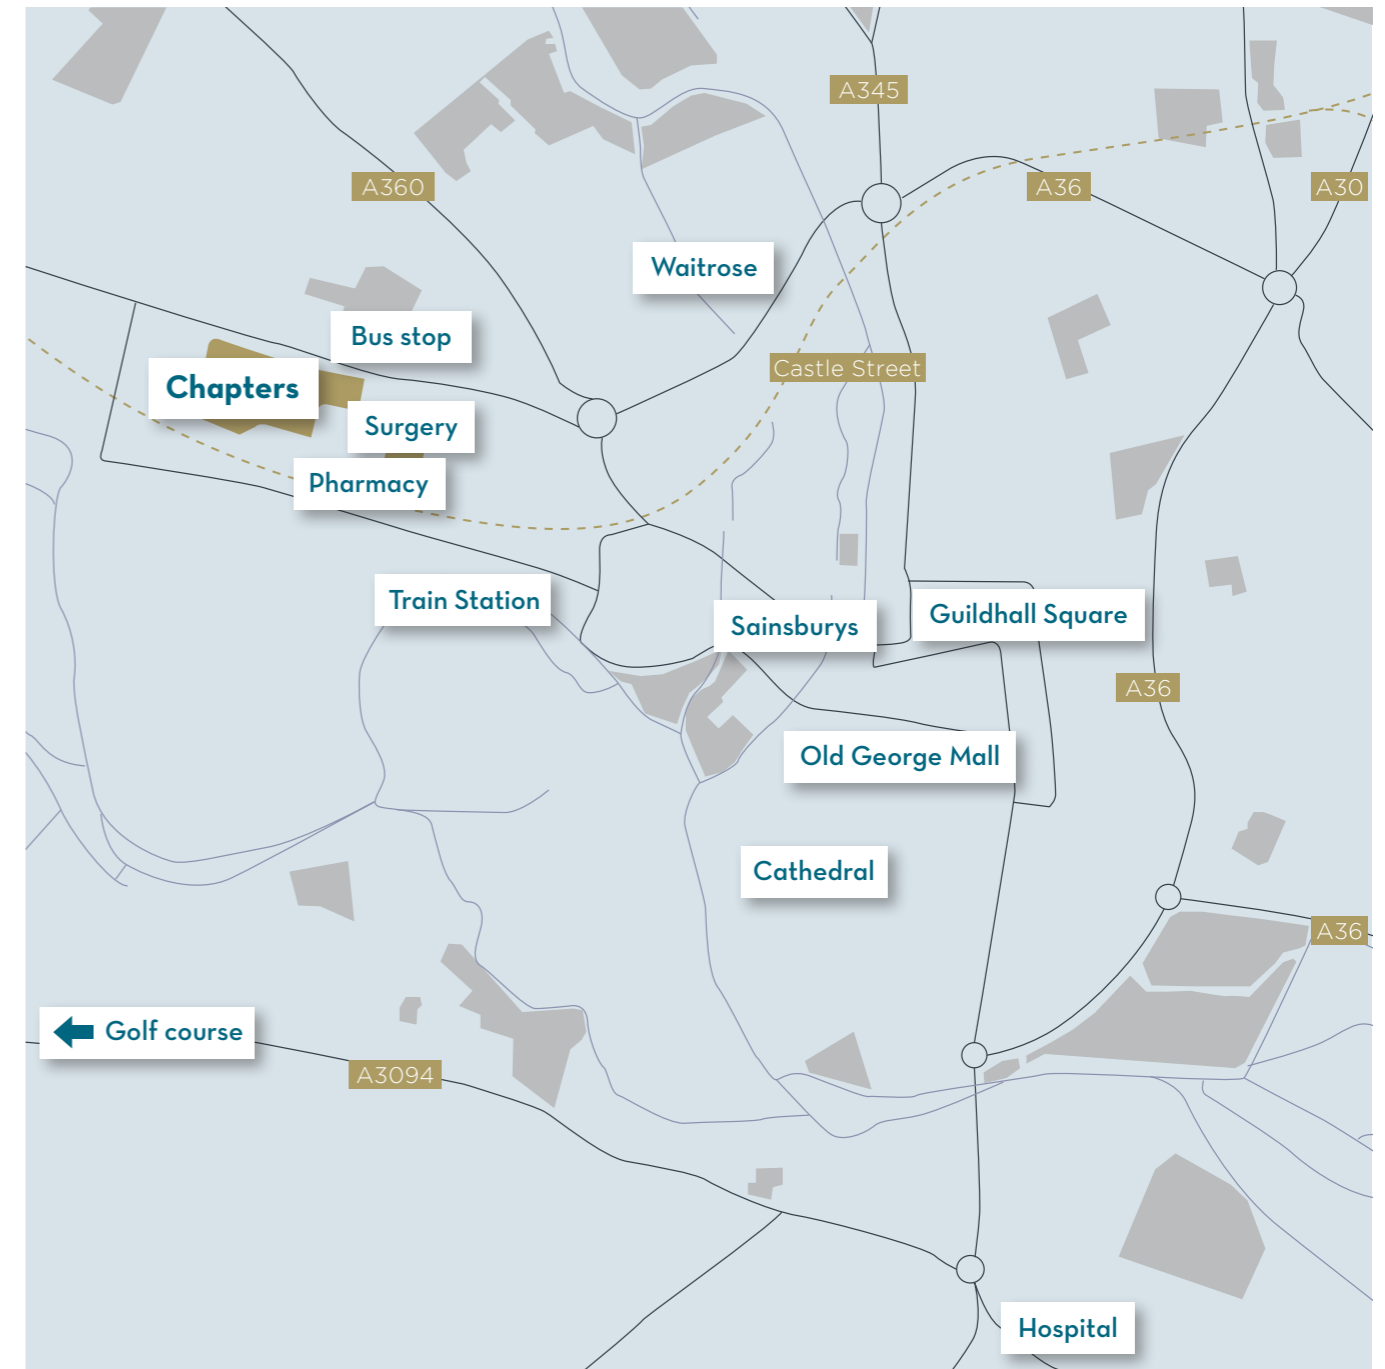 A345
A360
A36
A30
Waitrose
Bus stop
Castle Street
Chapters
Surgery
Pharmacy
Train Station
Sainsburys
Guildhall Square
A36
Old George Mall
Cathedral
A36
Golf course
A3094
Hospital